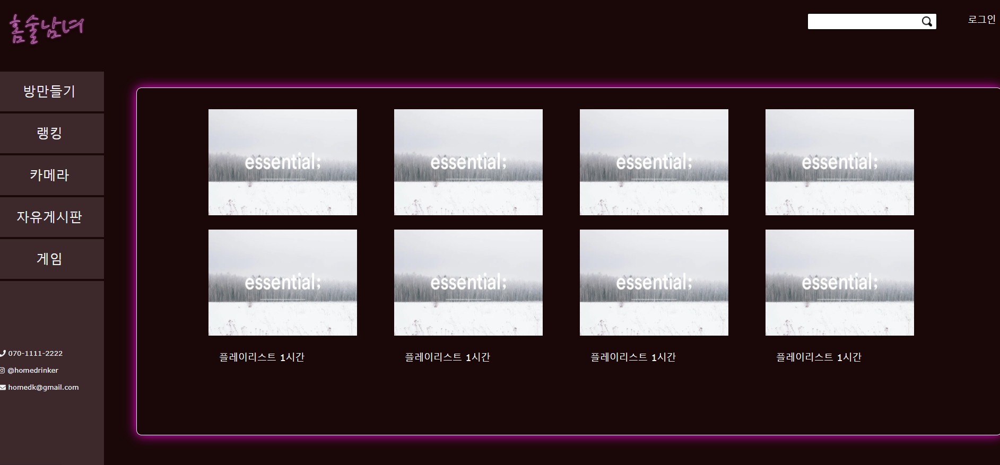 홈술남녀
로그인
방만들기
랭킹
카메라
자유게시판
게임
essential;
essential;
essential;
essential;
essential;
essential;
essential;
essential;
플레이리스트 1시간
플레이리스트 1시간
플레이리스트 1시간
플레이리스트 1시간
070-1111-2222
@homedrinker
homedk@gmail.com